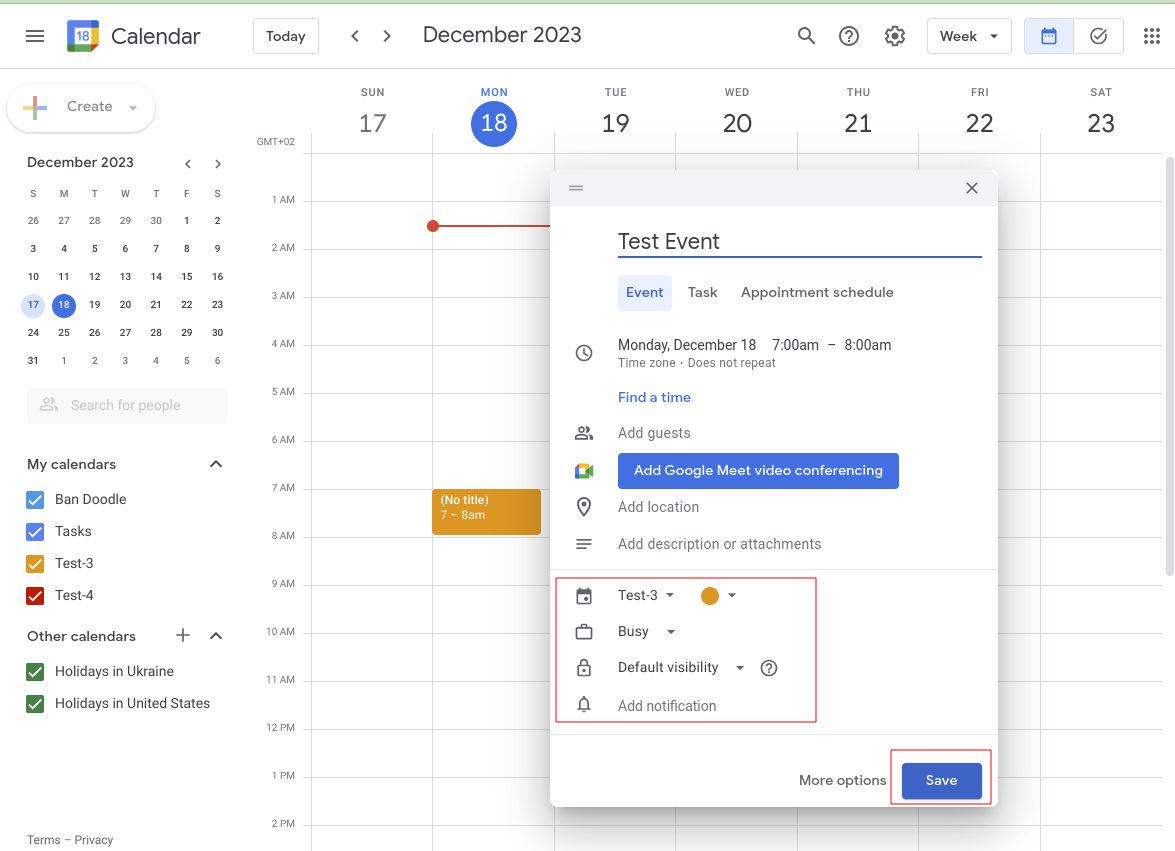 18 Calendar Today December 2023 Week
Create
December 2023
S M T W T F S
26 27 28 29 30 1 2
3 4 5 6 7 8 9
10 11 12 13 14 15 16
17 18 19 20 21 22 23
24 25 26 27 28 29 30
31 1 2 3 4 5 6
Search for people
My calendars
Ban Doodle
Tasks
Test-3
Test-4
Other calendars
Holidays in Ukraine
Holidays in United States
Terms – Privacy
SUN MON TUE WED THU FRI SAT
17 18 19 20 21 22 23
GMT+02
1 AM
2 AM
3 AM
4 AM
5 AM
6 AM
7 AM
8 AM
9 AM
10 AM
11 AM
12 PM
1 PM
2 PM
(No title)
7 – 8am
Test Event
Event Task Appointment schedule
Monday, December 18 7:00am – 8:00am
Time zone · Does not repeat
Find a time
Add guests
Add Google Meet video conferencing
Add location
Add description or attachments
Test-3
Busy
Default visibility
Add notification
More options Save